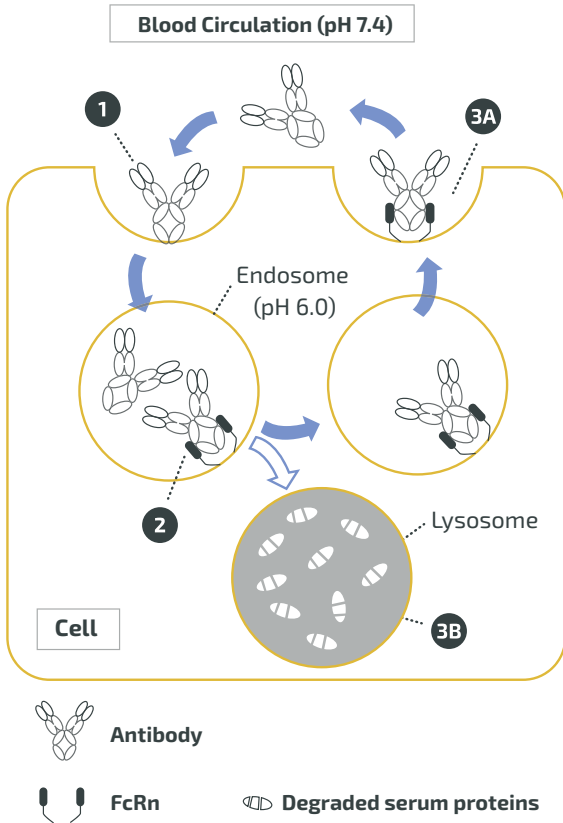 Blood Circulation (pH 7.4)
1
3A
Endosome
(pH 6.0)
2
Lysosome
3B
Cell
Antibody
FcRn
Degraded serum proteins